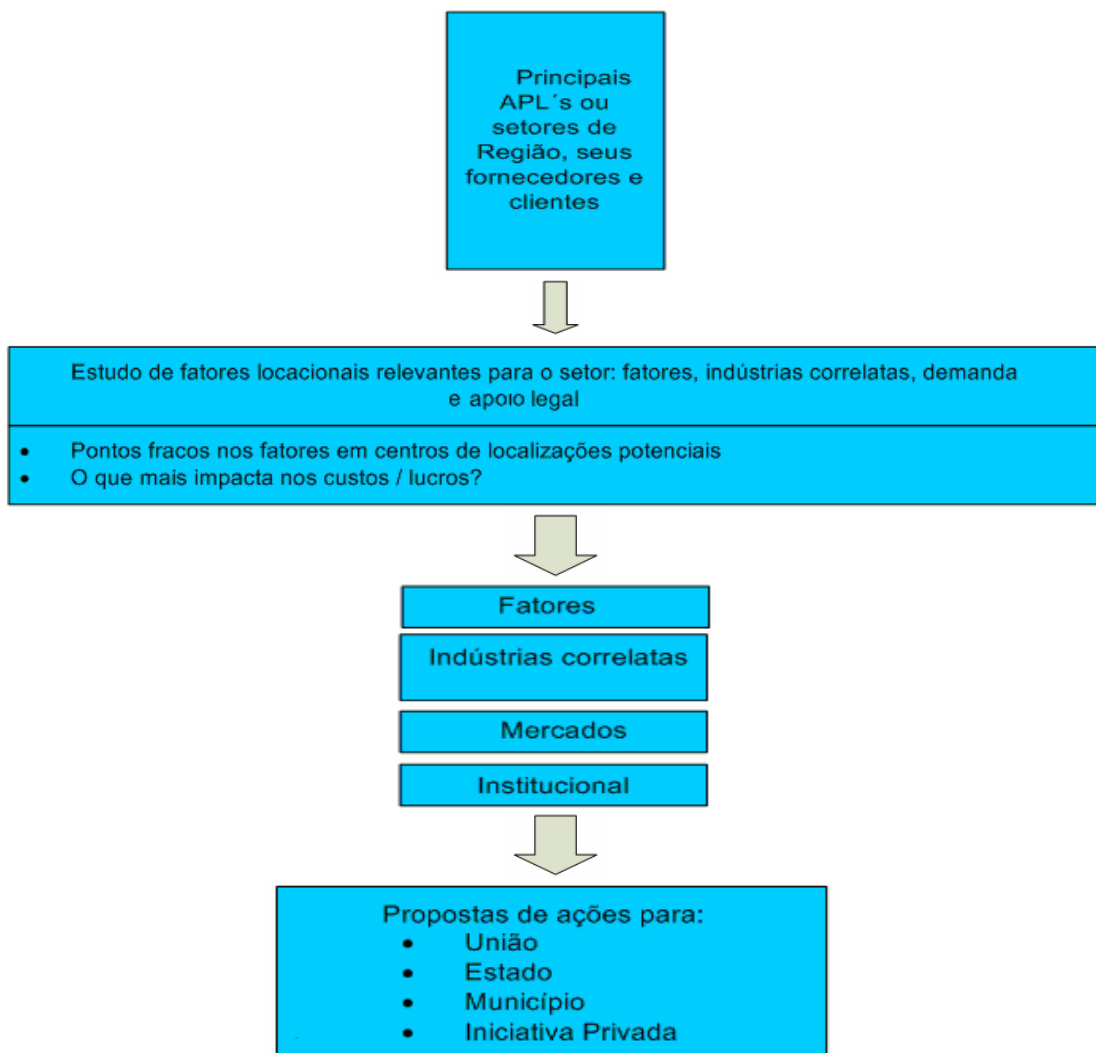 Principais
APL´s ou
setores de
Região, seus
fornecedores e
clientes
Estudo de fatores locacionais relevantes para o setor: fatores, indústrias correlatas, demanda
e apoio legal
• Pontos fracos nos fatores em centros de localizações potenciais
• O que mais impacta nos custos / lucros?
Fatores
Indústrias correlatas
Mercados
Institucional
Propostas de ações para:
• União
• Estado
• Município
• Iniciativa Privada